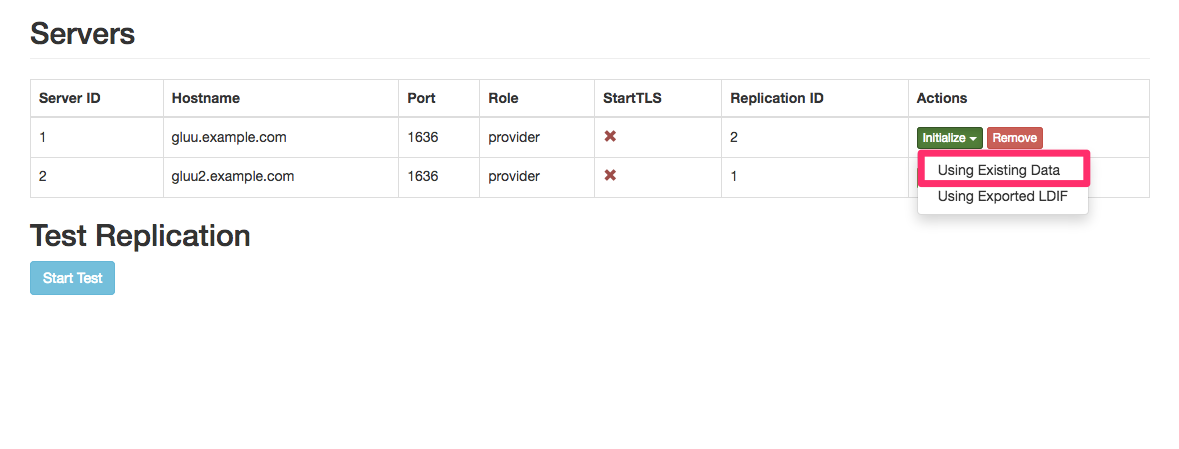 Servers
Server ID Hostname Port Role StartTLS Replication ID Actions
1 gluu.example.com 1636 provider ✖ 2 Initialize Remove
2 gluu2.example.com 1636 provider ✖ 1
Using Existing Data
Using Exported LDIF
Test Replication
Start Test